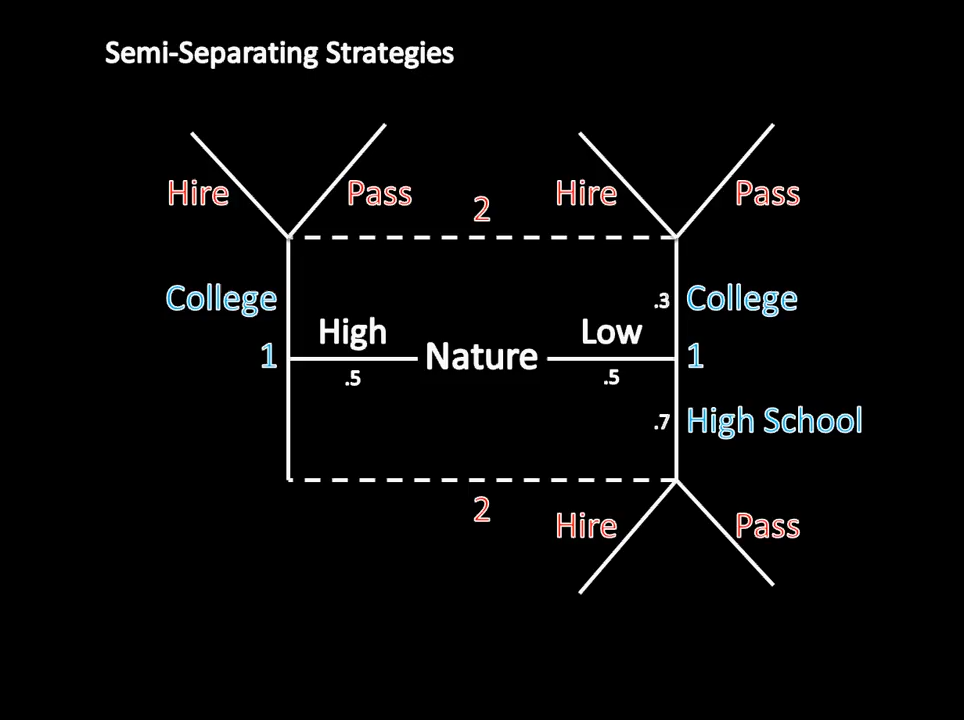 Semi-Separating Strategies
Hire Pass 2 Hire Pass
College .3 College
1 High Nature Low 1
.5 .5
.7 High School
2 Hire Pass